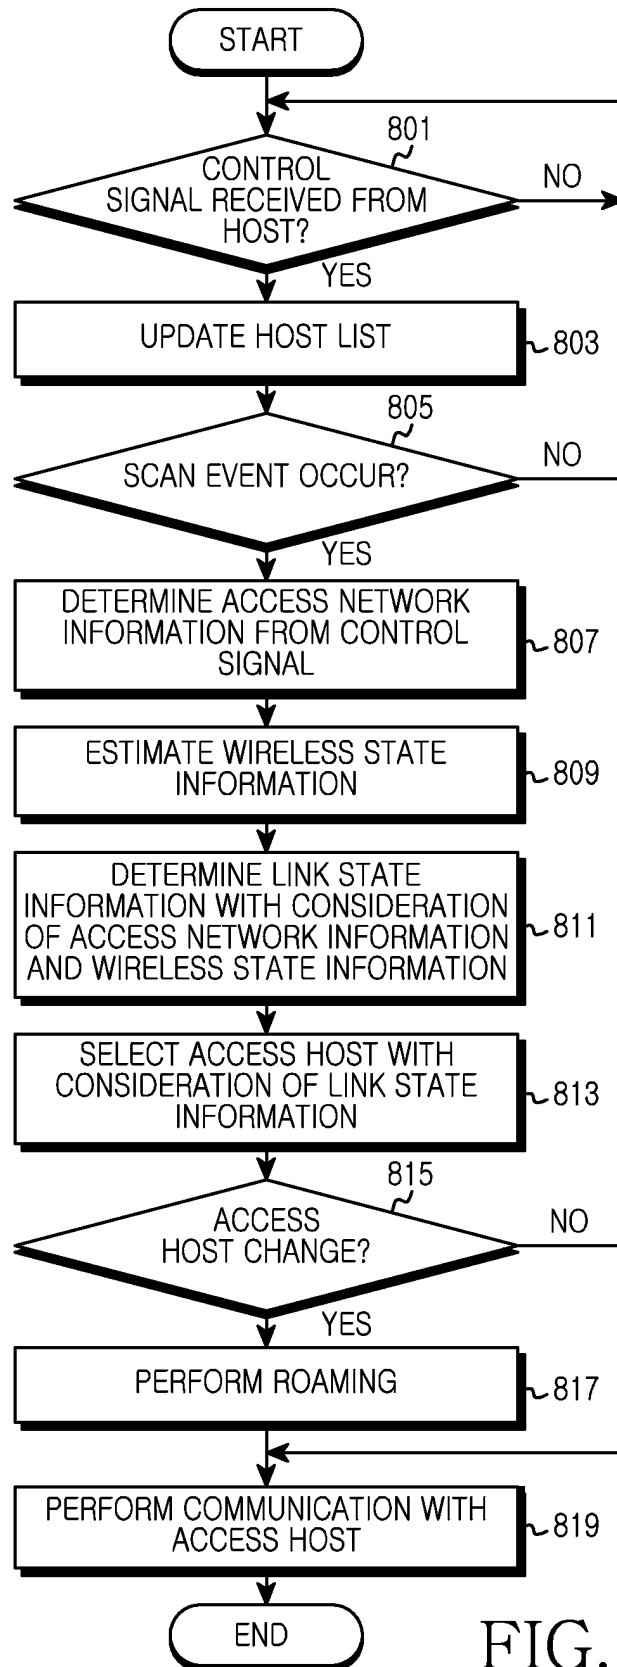 START
801
CONTROL
SIGNAL RECEIVED FROM
HOST?
NO
YES
UPDATE HOST LIST
803
805
SCAN EVENT OCCUR?
NO
YES
DETERMINE ACCESS NETWORK
INFORMATION FROM CONTROL
SIGNAL
807
ESTIMATE WIRELESS STATE
INFORMATION
809
DETERMINE LINK STATE
INFORMATION WITH CONSIDERATION
OF ACCESS NETWORK INFORMATION
AND WIRELESS STATE INFORMATION
811
SELECT ACCESS HOST WITH
CONSIDERATION OF LINK STATE
INFORMATION
813
815
ACCESS
HOST CHANGE?
NO
YES
PERFORM ROAMING
817
PERFORM COMMUNICATION WITH
ACCESS HOST
819
END
FIG.